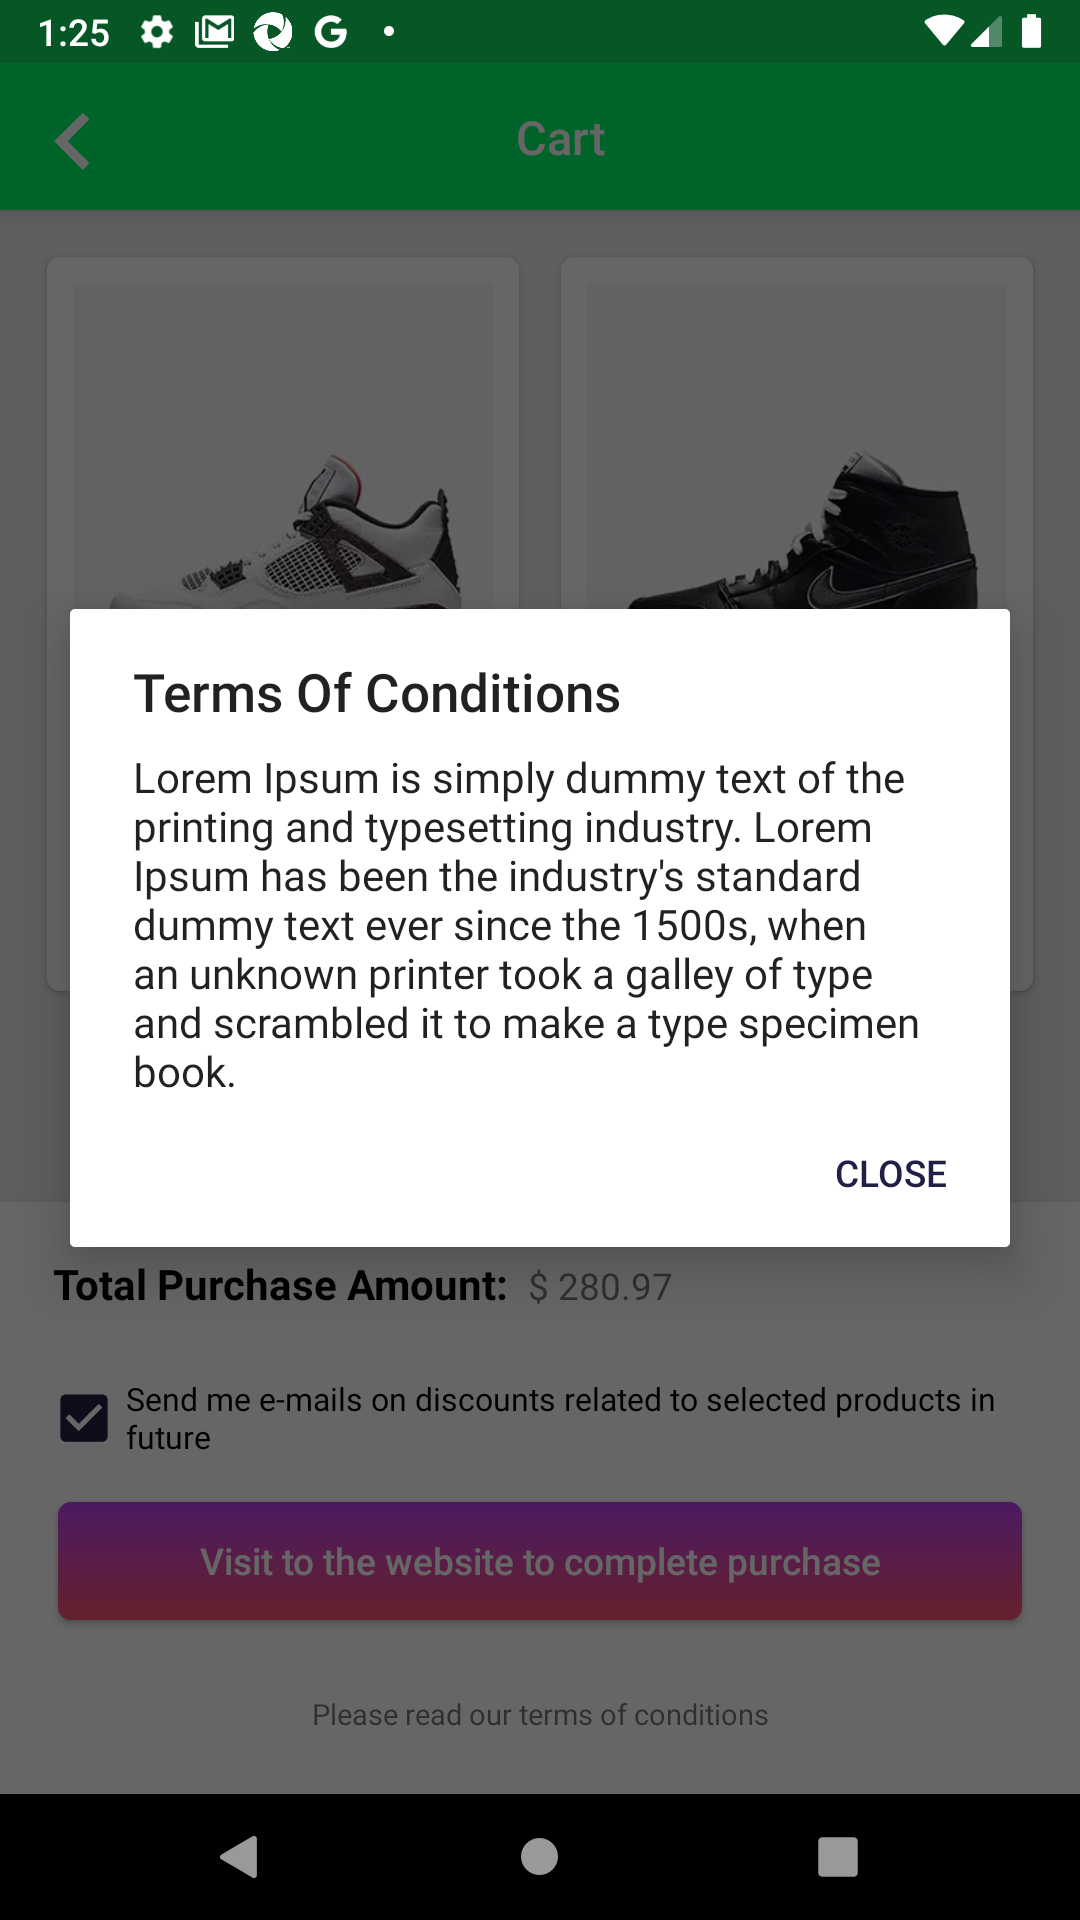 1:25
Cart
Terms Of Conditions
Lorem Ipsum is simply dummy text of the
printing and typesetting industry. Lorem
Ipsum has been the industry's standard
dummy text ever since the 1500s, when
an unknown printer took a galley of type
and scrambled it to make a type specimen
book.
CLOSE
Total Purchase Amount: $ 280.97
Send me e-mails on discounts related to selected products in
future
Visit to the website to complete purchase
Please read our terms of conditions